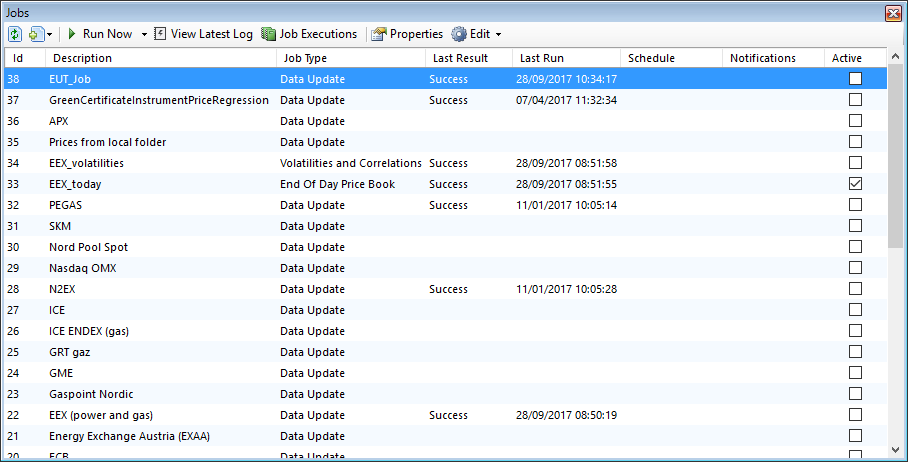 Jobs
Run Now View Latest Log Job Executions Properties Edit
Id Description Job Type Last Result Last Run Schedule Notifications Active
38 EUT_Job Data Update Success 28/09/2017 10:34:17
37 GreenCertificateInstrumentPriceRegression Data Update Success 07/04/2017 11:32:34
36 APX Data Update
35 Prices from local folder Data Update
34 EEX_volatilities Volatilities and Correlations Success 28/09/2017 08:51:58
33 EEX_today End Of Day Price Book Success 28/09/2017 08:51:55
32 PEGAS Data Update Success 11/01/2017 10:05:14
31 SKM Data Update
30 Nord Pool Spot Data Update
29 Nasdaq OMX Data Update
28 N2EX Data Update Success 11/01/2017 10:05:28
27 ICE Data Update
26 ICE ENDEX (gas) Data Update
25 GRT gaz Data Update
24 GME Data Update
23 Gaspoint Nordic Data Update
22 EEX (power and gas) Data Update Success 28/09/2017 08:50:19
21 Energy Exchange Austria (EXAA) Data Update
20 ECB Data Update